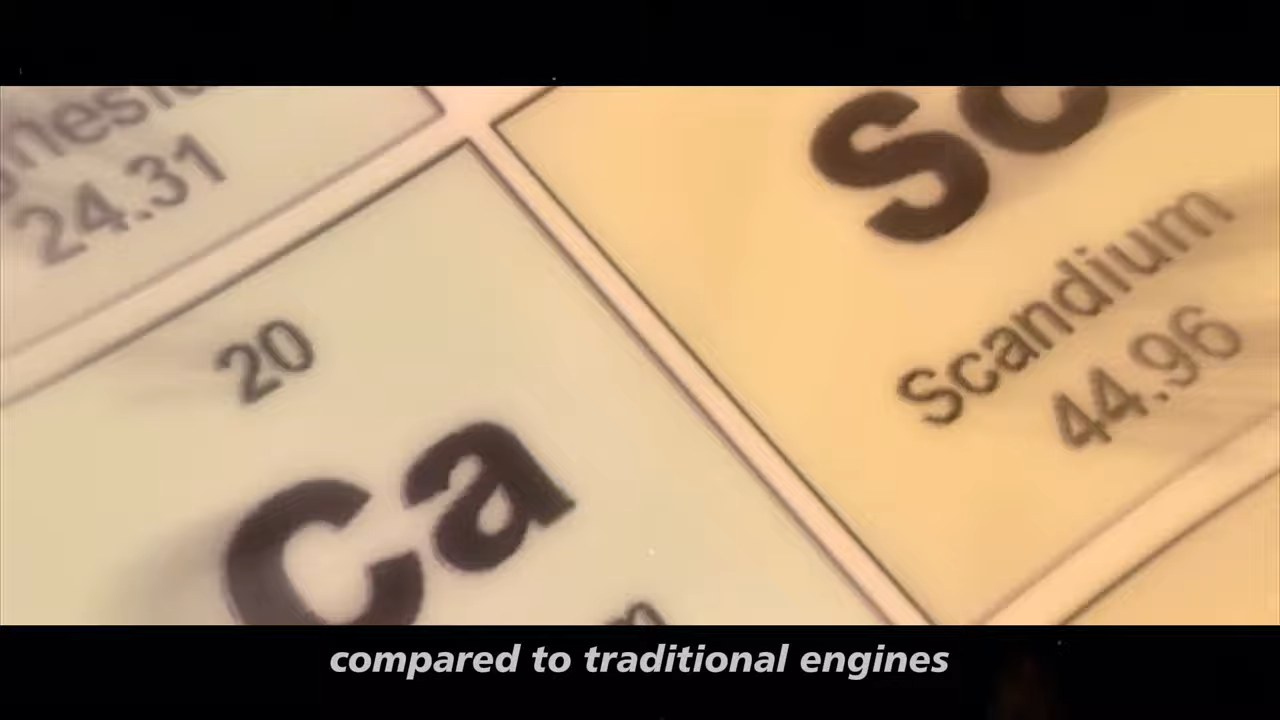 24.31
Sc
Scandium
44.96
20
Ca
compared to traditional engines